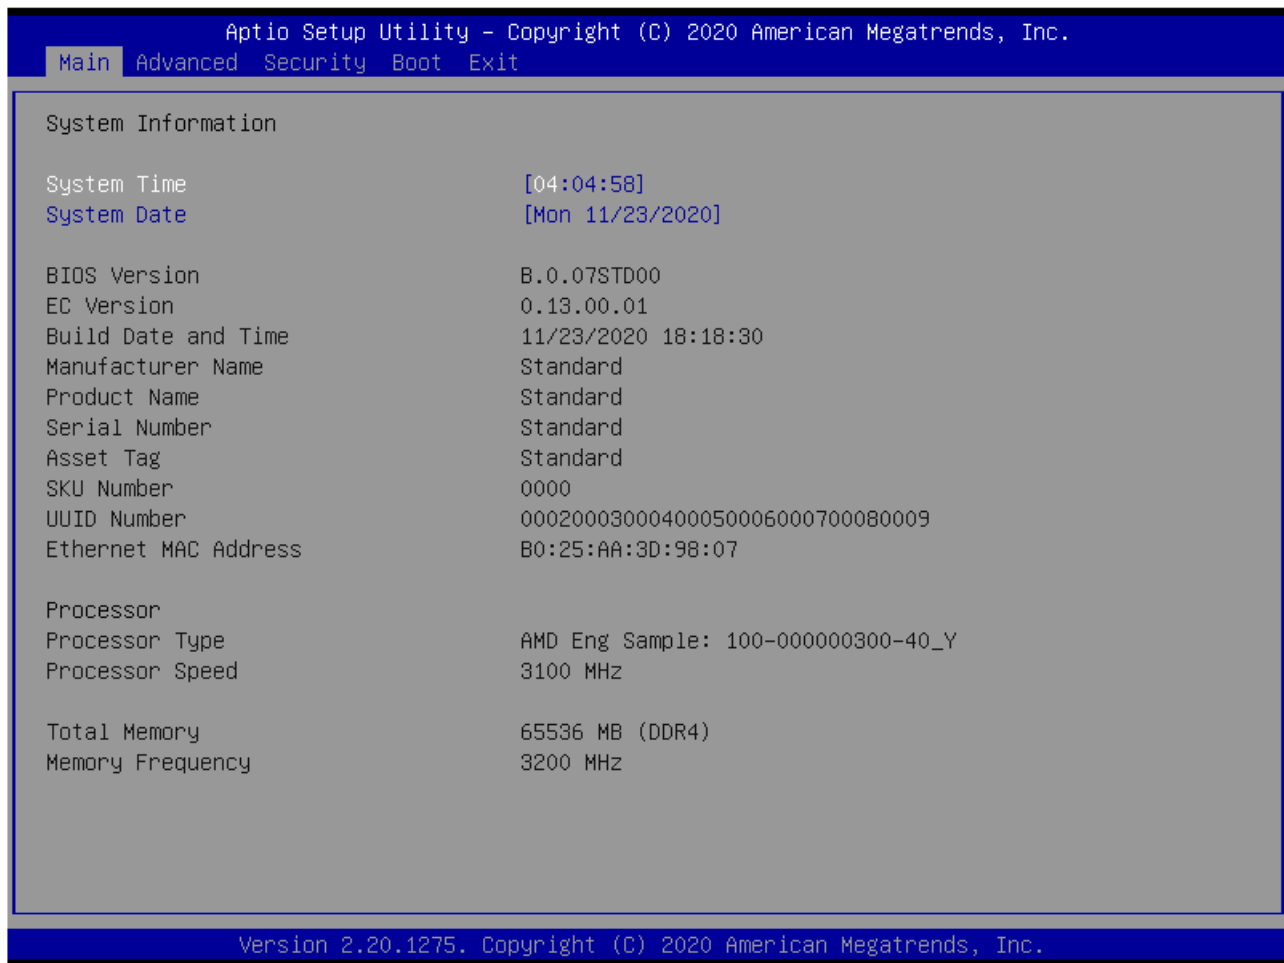 Aptio Setup Utility – Copyright (C) 2020 American Megatrends, Inc.
Main Advanced Security Boot Exit
System Information
System Time [04:04:58]
System Date [Mon 11/23/2020]
BIOS Version B.0.07STD00
EC Version 0.13.00.01
Build Date and Time 11/23/2020 18:18:30
Manufacturer Name Standard
Product Name Standard
Serial Number Standard
Asset Tag Standard
SKU Number 0000
UUID Number 00020003000400050006000700080009
Ethernet MAC Address B0:25:AA:3D:98:07
Processor
Processor Type AMD Eng Sample: 100-000000300-40_Y
Processor Speed 3100 MHz
Total Memory 65536 MB (DDR4)
Memory Frequency 3200 MHz
Version 2.20.1275. Copyright (C) 2020 American Megatrends, Inc.